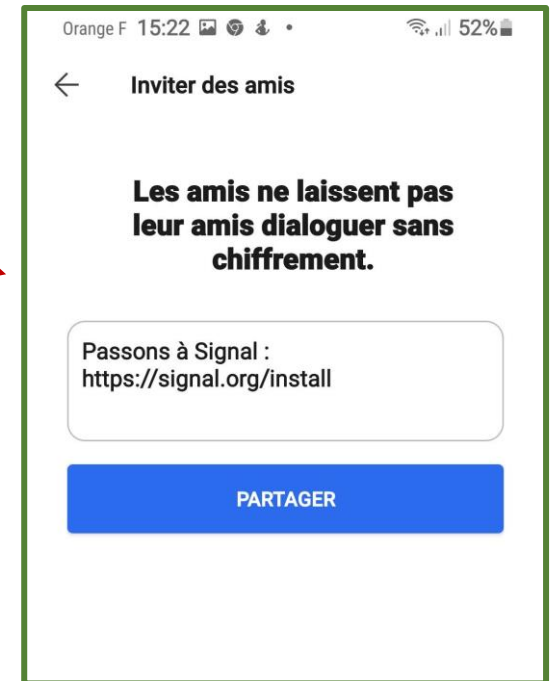 Orange F 15:22 52%
Inviter des amis
Les amis ne laissent pas
leur amis dialoguer sans
chiffrement.
Passons à Signal :
https://signal.org/install
PARTAGER